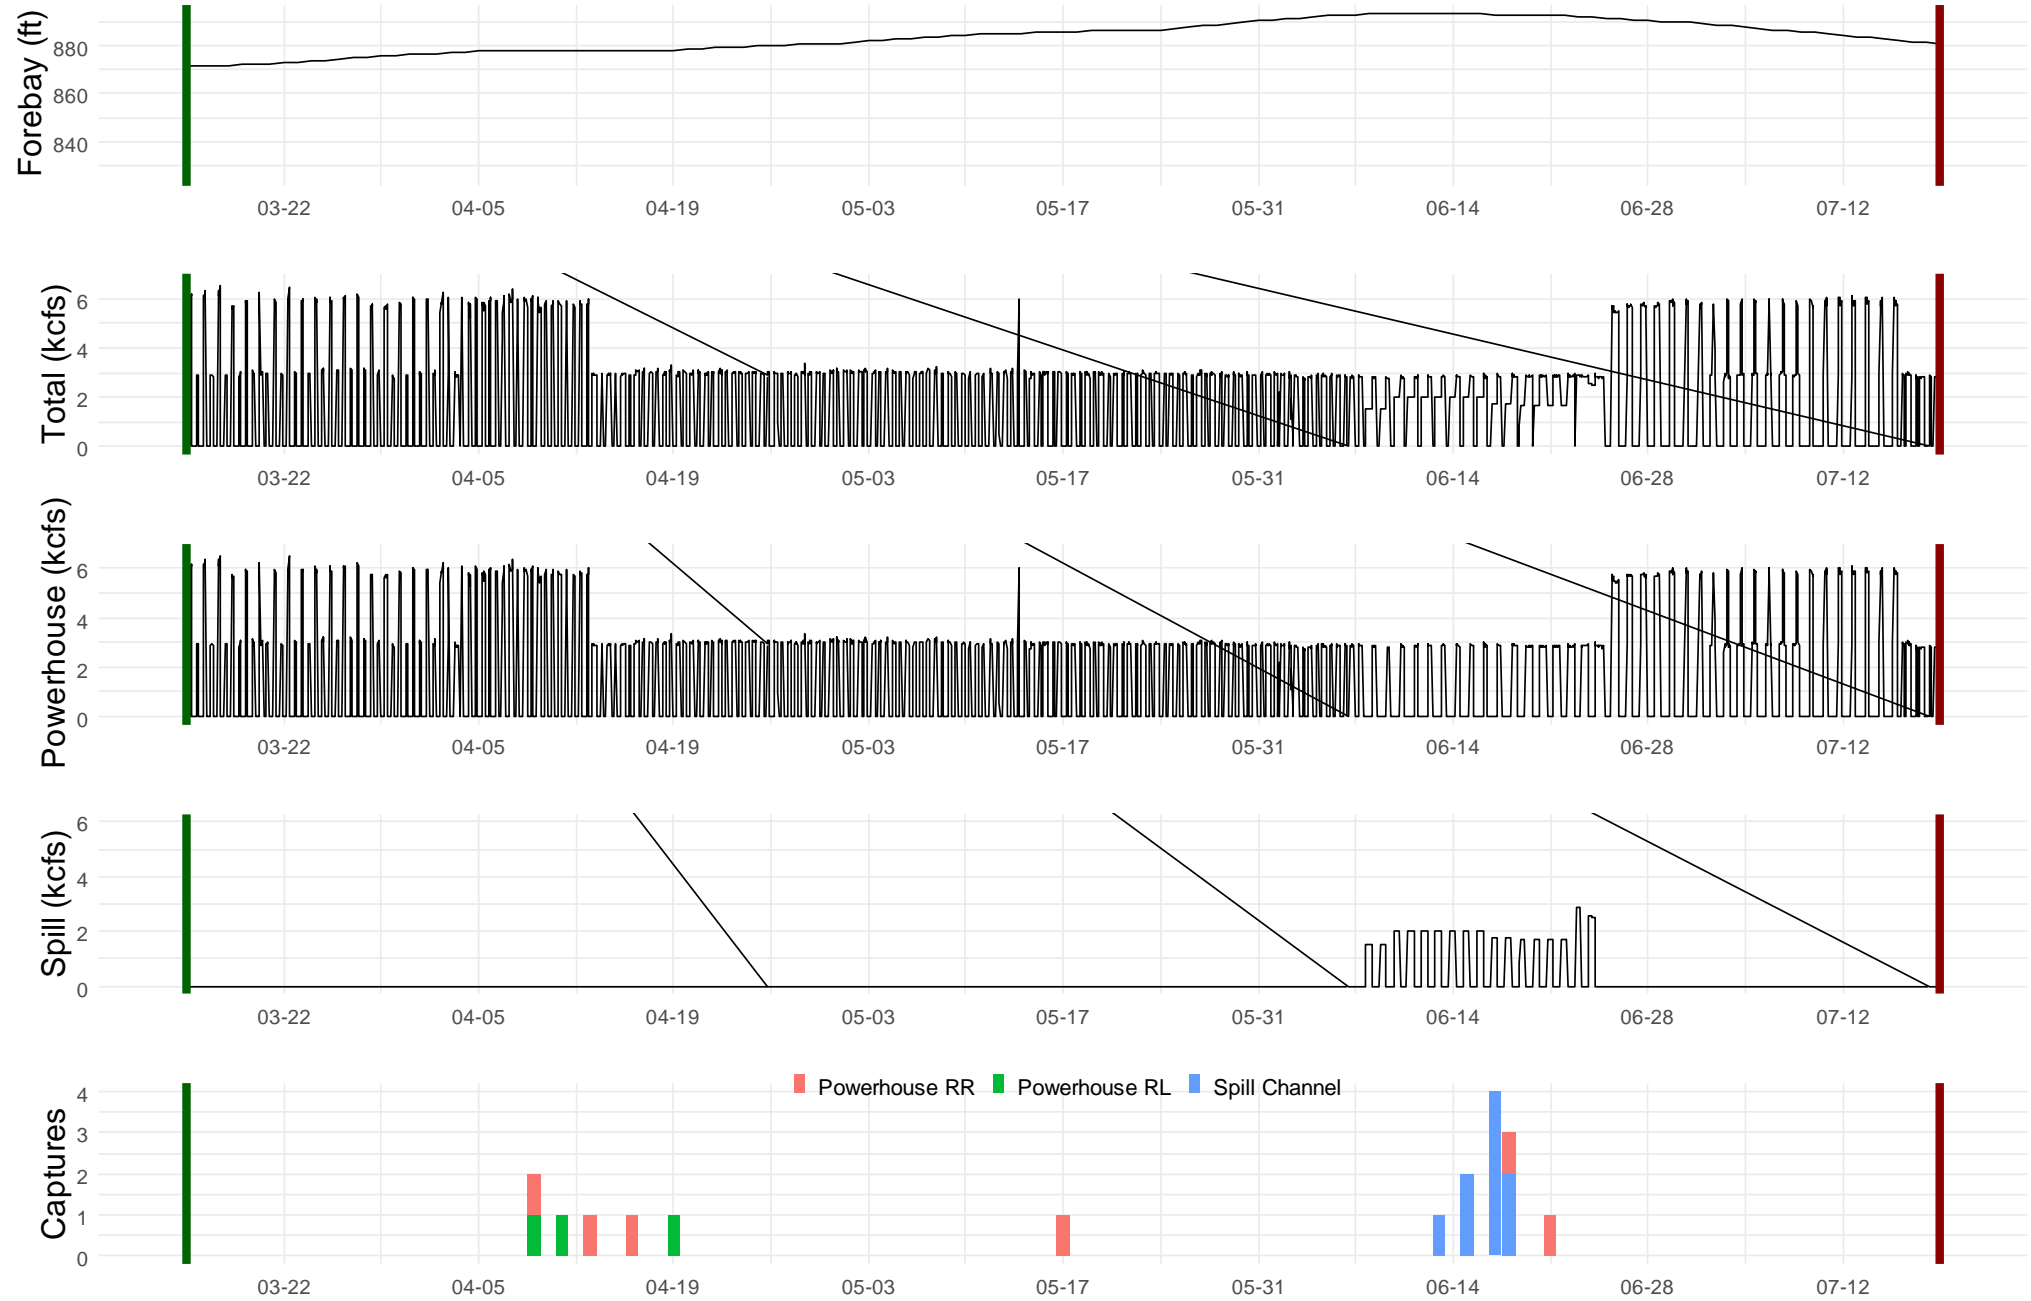 Forebay (ft)
880
860
840
03-22 04-05 04-19 05-03 05-17 05-31 06-14 06-28 07-12
Total (kcfs)
6
4
2
0
03-22 04-05 04-19 05-03 05-17 05-31 06-14 06-28 07-12
Powerhouse (kcfs)
6
4
2
0
03-22 04-05 04-19 05-03 05-17 05-31 06-14 06-28 07-12
Spill (kcfs)
6
4
2
0
03-22 04-05 04-19 05-03 05-17 05-31 06-14 06-28 07-12
Powerhouse RR Powerhouse RL Spill Channel
Captures
4
3
2
1
0
03-22 04-05 04-19 05-03 05-17 05-31 06-14 06-28 07-12